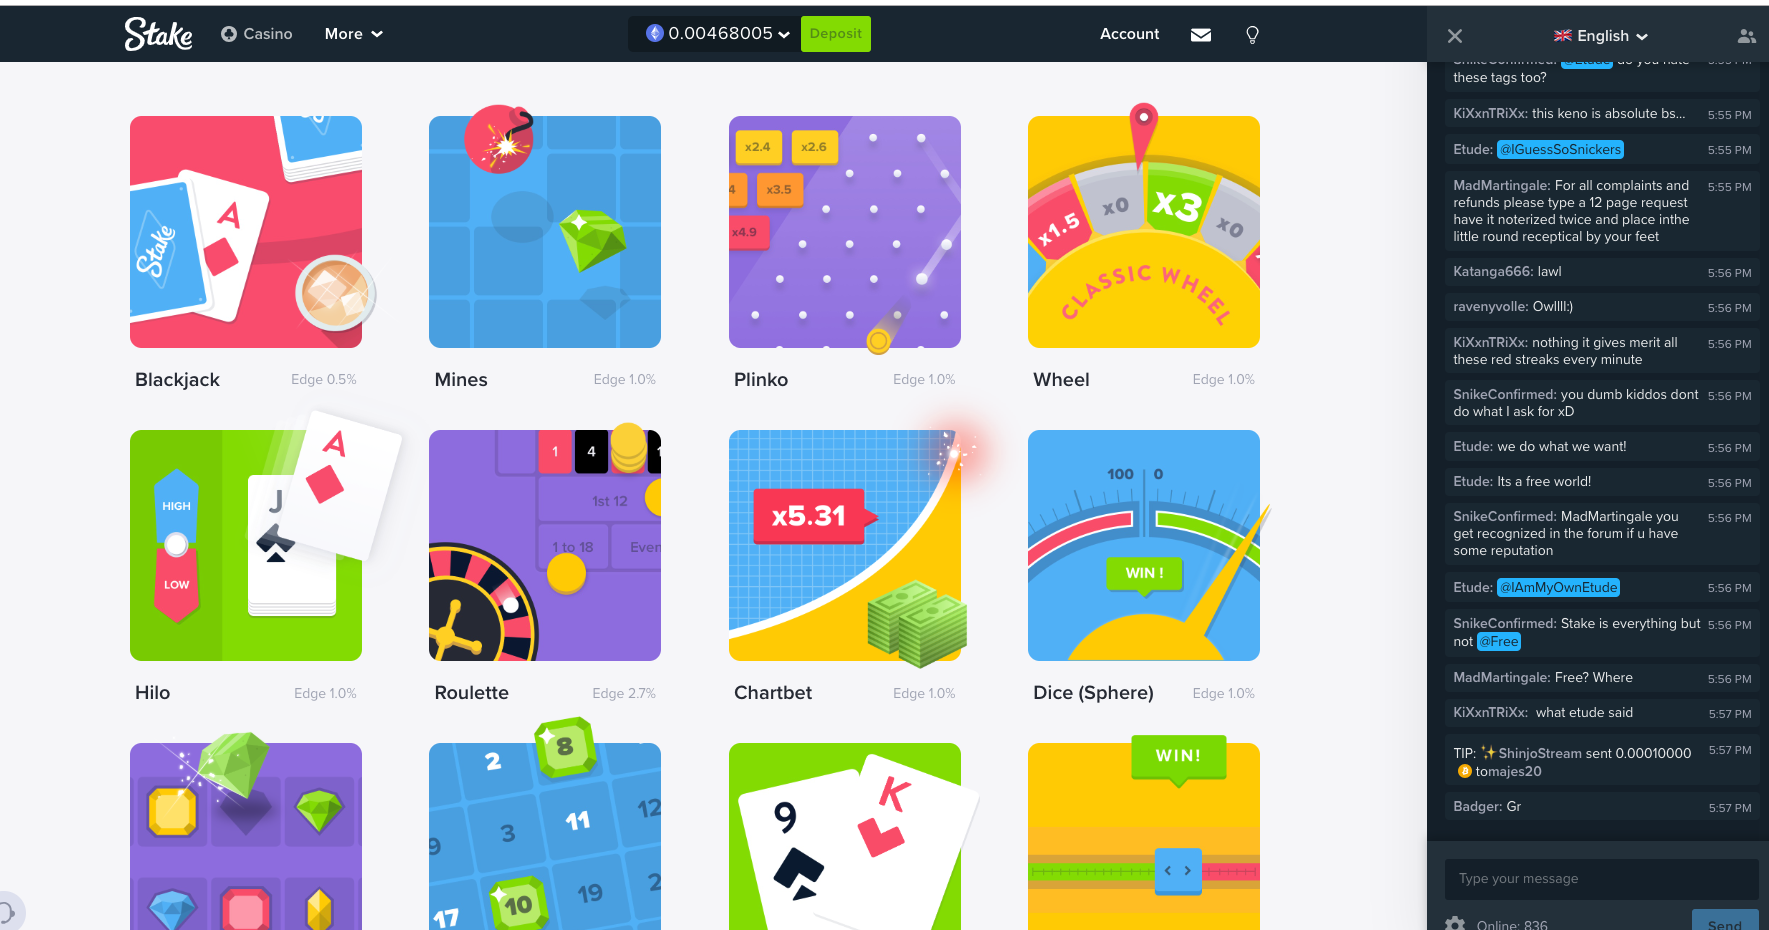 Stake
Casino
More
0.00468005
Deposit
Account
English
x2.4
x2.6
4
x3.5
x4.9
A
Stake
x1.5
x0
x3
x0
CLASSIC WHEEL
Blackjack
Edge 0.5%
Mines
Edge 1.0%
Plinko
Edge 1.0%
Wheel
Edge 1.0%
A
J
HIGH
LOW
1
4
1
1st 12
1 to 18
Even
x5.31
100
0
WIN !
Hilo
Edge 1.0%
Roulette
Edge 2.7%
Chartbet
Edge 1.0%
Dice (Sphere)
Edge 1.0%
2
8
9
3
11
12
17
10
19
2
9
K
WIN!
SnikeConfirmed: @Etude do you hate
these tags too?
5:55 PM
KiXxnTRiXx: this keno is absolute bs...
5:55 PM
Etude: @IGuessSoSnickers
5:55 PM
MadMartingale: For all complaints and
5:55 PM
refunds please type a 12 page request
have it noterized twice and place inthe
little round receptical by your feet
Katanga666: lawl
5:56 PM
ravenyvolle: Owllll:)
5:56 PM
KiXxnTRiXx: nothing it gives merit all
5:56 PM
these red streaks every minute
SnikeConfirmed: you dumb kiddos dont
5:56 PM
do what I ask for xD
Etude: we do what we want!
5:56 PM
Etude: Its a free world!
5:56 PM
SnikeConfirmed: MadMartingale you
5:56 PM
get recognized in the forum if u have
some reputation
Etude: @IAmMyOwnEtude
5:56 PM
SnikeConfirmed: Stake is everything but
5:56 PM
not @Free
MadMartingale: Free? Where
5:56 PM
KiXxnTRiXx: what etude said
5:57 PM
TIP: ✨ShinjoStream sent 0.00010000
5:57 PM
tomajes20
Badger: Gr
5:57 PM
Type your message
Online: 836
Send